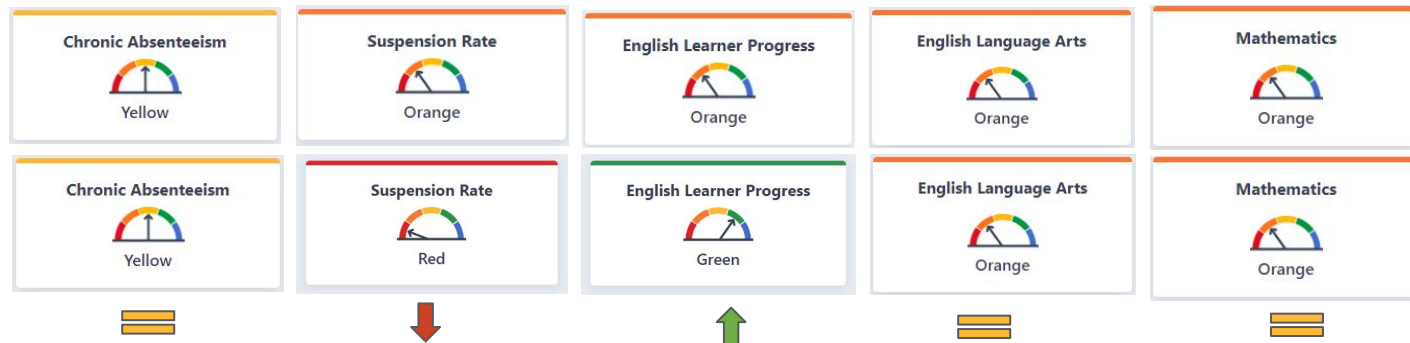 Chronic Absenteeism
Yellow
Suspension Rate
Orange
English Learner Progress
Orange
English Language Arts
Orange
Mathematics
Orange
Chronic Absenteeism
Yellow
Suspension Rate
Red
English Learner Progress
Green
English Language Arts
Orange
Mathematics
Orange